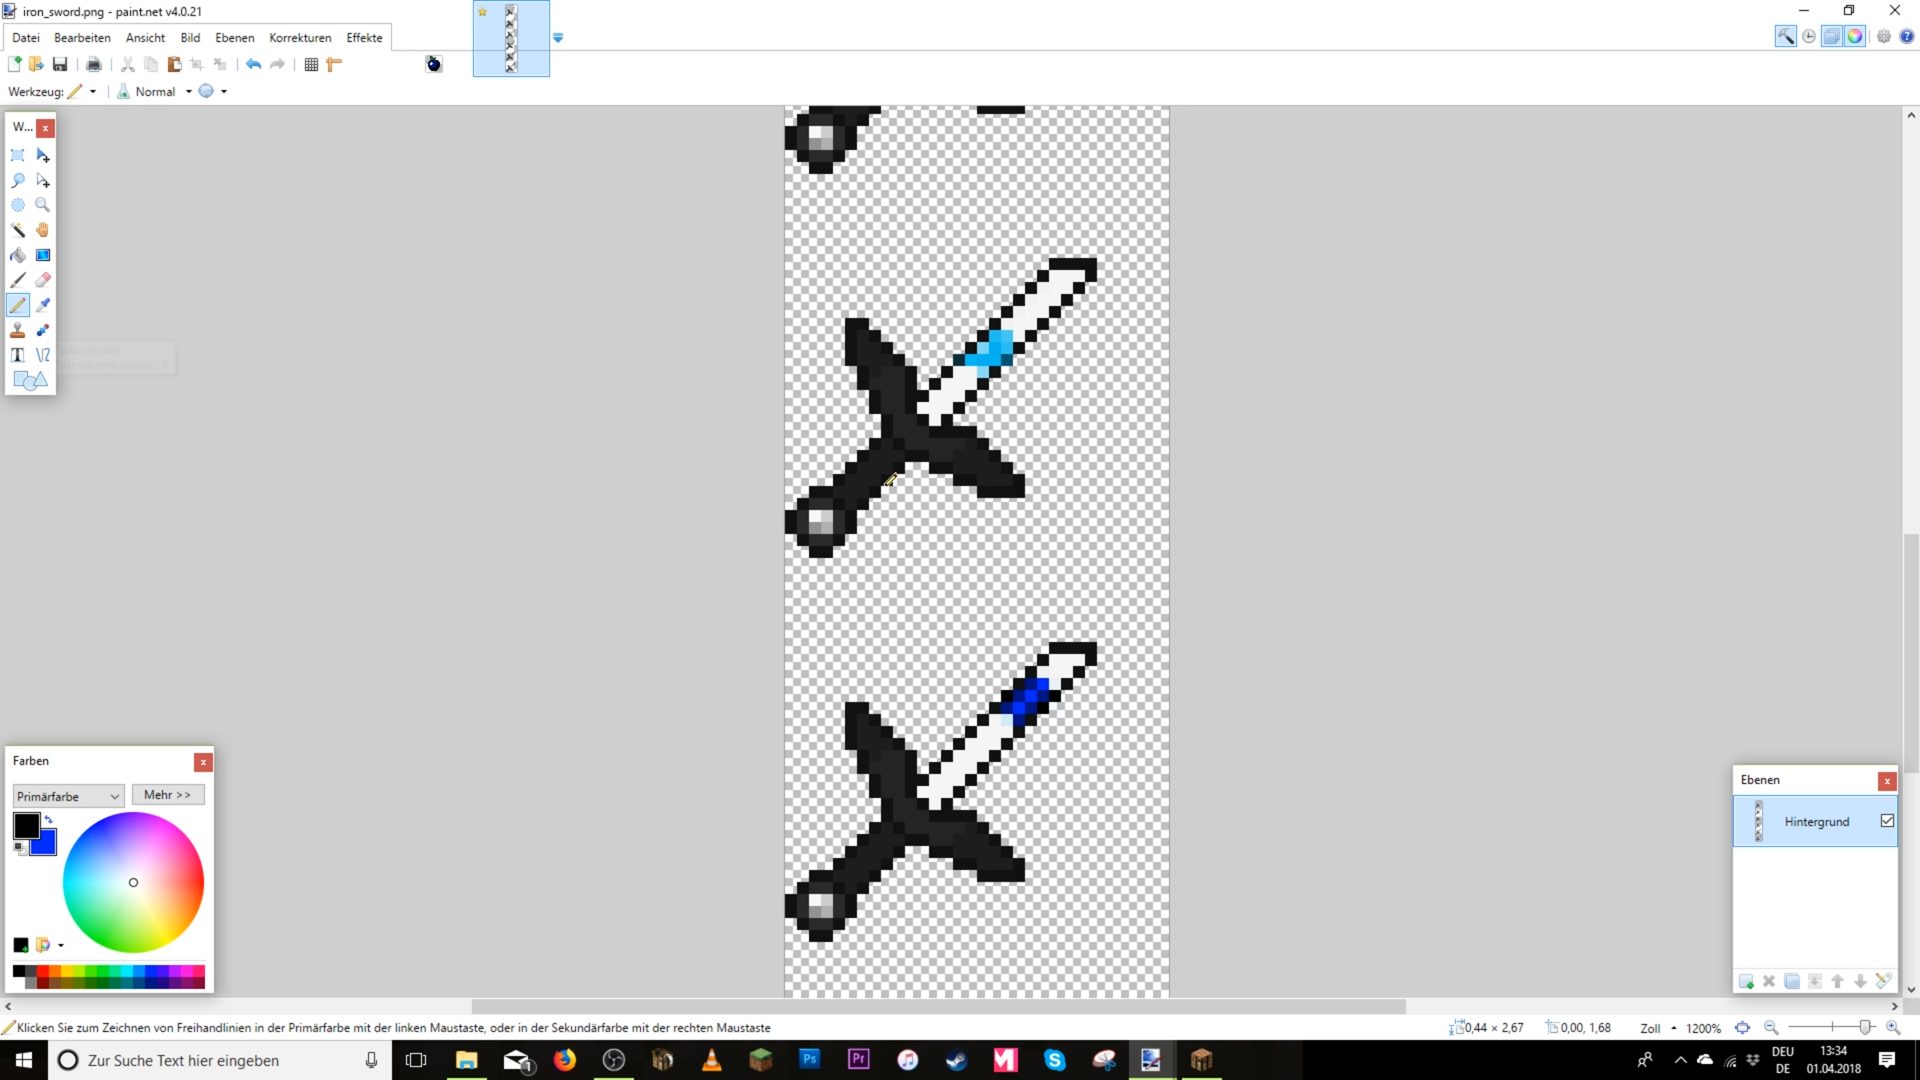 iron_sword.png - paint.net v4.0.21
Datei Bearbeiten Ansicht Bild Ebenen Korrekturen Effekte
Werkzeug: Normal
W...
Farben
Primärfarbe
Mehr >>
Ebenen
Hintergrund
Klicken Sie zum Zeichnen von Freihandlinien in der Primärfarbe mit der linken Maustaste, oder in der Sekundärfarbe mit der rechten Maustaste
0,44 × 2,67
0,00, 1,68
Zoll
1200%
Zur Suche Text hier eingeben
1
Ps
Pr
DEU
DE
13:34
01.04.2018